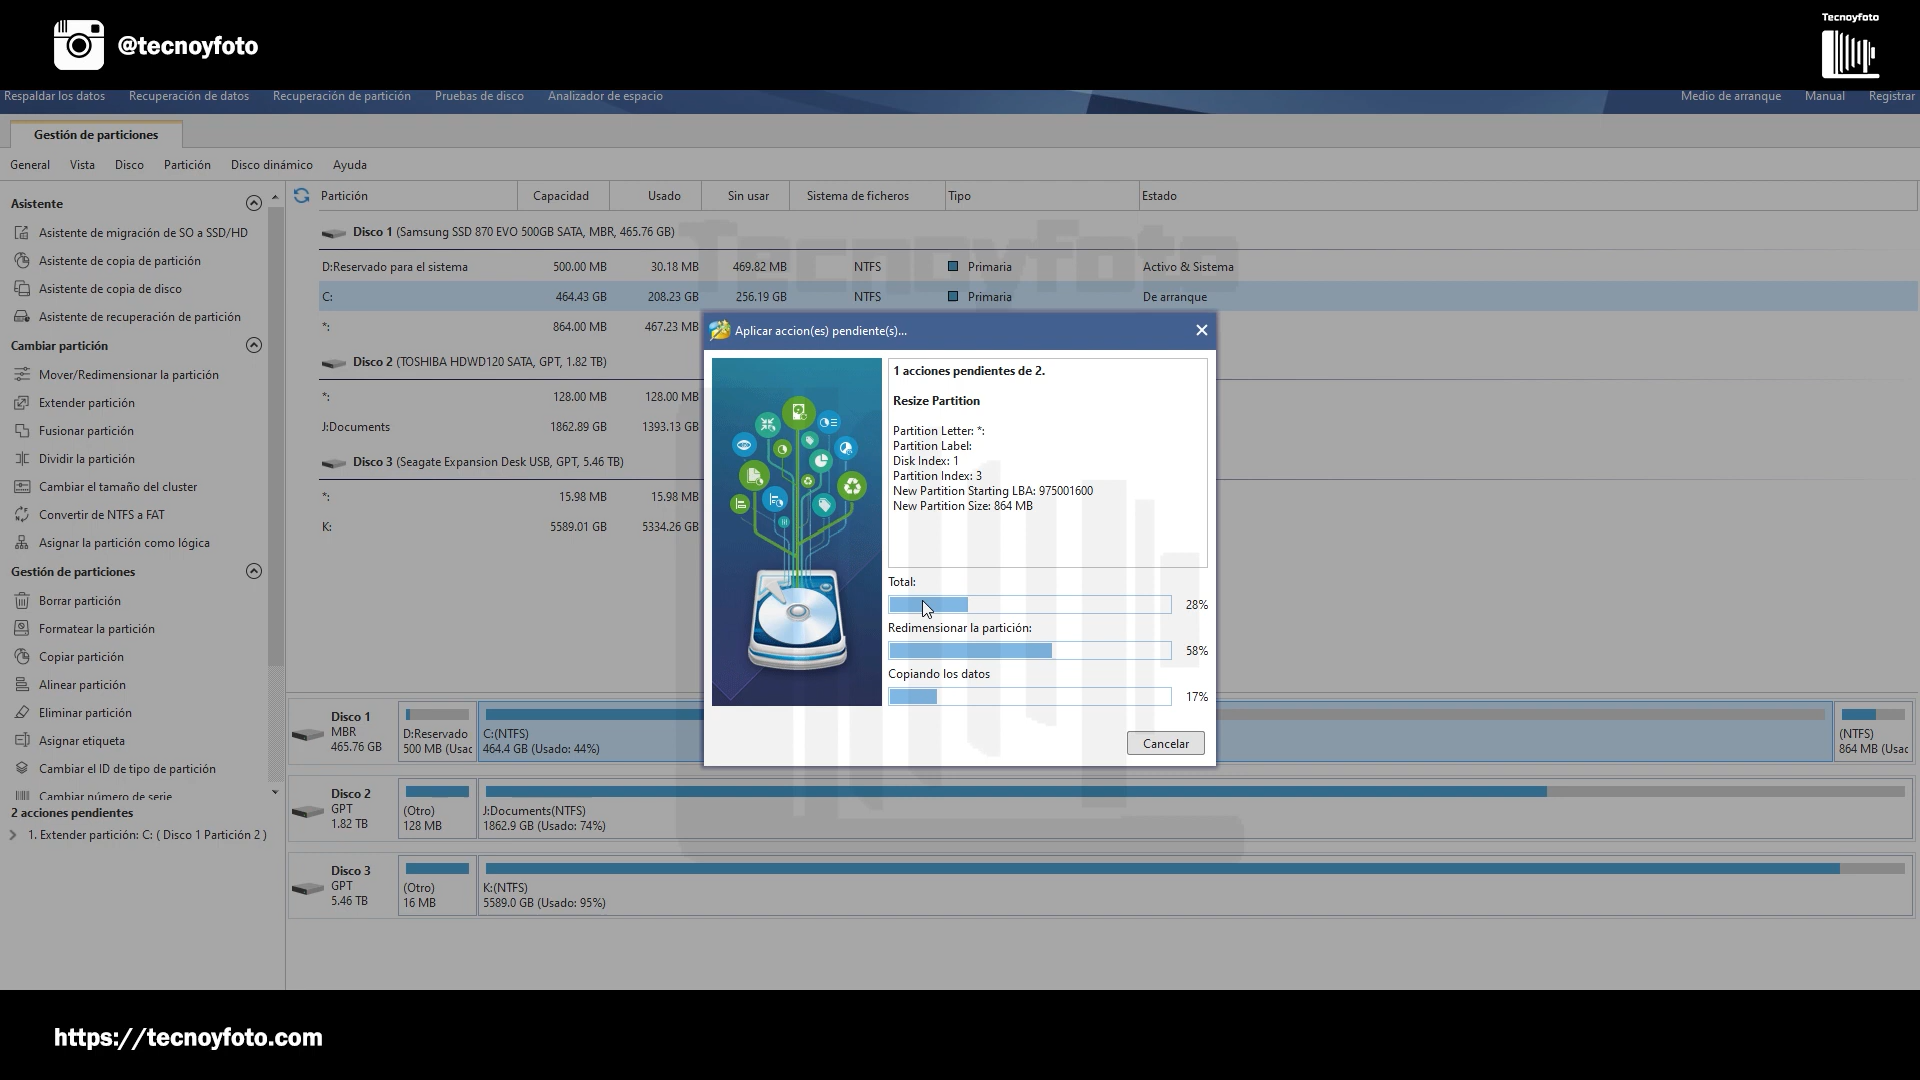 @tecnoyfoto
Tecnoyfoto
Respaldar los datos
Recuperación de datos
Recuperación de partición
Pruebas de disco
Analizador de espacio
Medio de arranque
Manual
Registrar
Gestión de particiones
General
Vista
Disco
Partición
Disco dinámico
Ayuda
Asistente
Asistente de migración de SO a SSD/HD
Asistente de copia de partición
Asistente de copia de disco
Asistente de recuperación de partición
Cambiar partición
Mover/Redimensionar la partición
Extender partición
Fusionar partición
Dividir la partición
Cambiar el tamaño del cluster
Convertir de NTFS a FAT
Asignar la partición como lógica
Gestión de particiones
Borrar partición
Formatear la partición
Copiar partición
Alinear partición
Eliminar partición
Asignar etiqueta
Cambiar el ID de tipo de partición
Cambiar número de serie
2 acciones pendientes
1. Extender partición: C: ( Disco 1 Partición 2 )
Partición Capacidad Usado Sin usar Sistema de ficheros Tipo Estado
Disco 1 (Samsung SSD 870 EVO 500GB SATA, MBR, 465.76 GB)
D:Reservado para el sistema 500.00 MB 30.18 MB 469.82 MB NTFS Primaria Activo & Sistema
C: 464.43 GB 208.23 GB 256.19 GB NTFS Primaria De arranque
*: 864.00 MB 467.23 MB
Disco 2 (TOSHIBA HDWD120 SATA, GPT, 1.82 TB)
*: 128.00 MB 128.00 MB
J:Documents 1862.89 GB 1393.13 GB
Disco 3 (Seagate Expansion Desk USB, GPT, 5.46 TB)
*: 15.98 MB 15.98 MB
K: 5589.01 GB 5334.26 GB
Tecnoyfoto
Aplicar accion(es) pendiente(s)...
1 acciones pendientes de 2.
Resize Partition
Partition Letter: *:
Partition Label:
Disk Index: 1
Partition Index: 3
New Partition Starting LBA: 975001600
New Partition Size: 864 MB
Total:
28%
Redimensionar la partición:
58%
Copiando los datos
17%
Cancelar
Disco 1
MBR
465.76 GB
D:Reservado
500 MB (Usac
C:(NTFS)
464.4 GB (Usado: 44%)
(NTFS)
864 MB (Usac
Disco 2
GPT
1.82 TB
(Otro)
128 MB
J:Documents(NTFS)
1862.9 GB (Usado: 74%)
Disco 3
GPT
5.46 TB
(Otro)
16 MB
K:(NTFS)
5589.0 GB (Usado: 95%)
https://tecnoyfoto.com